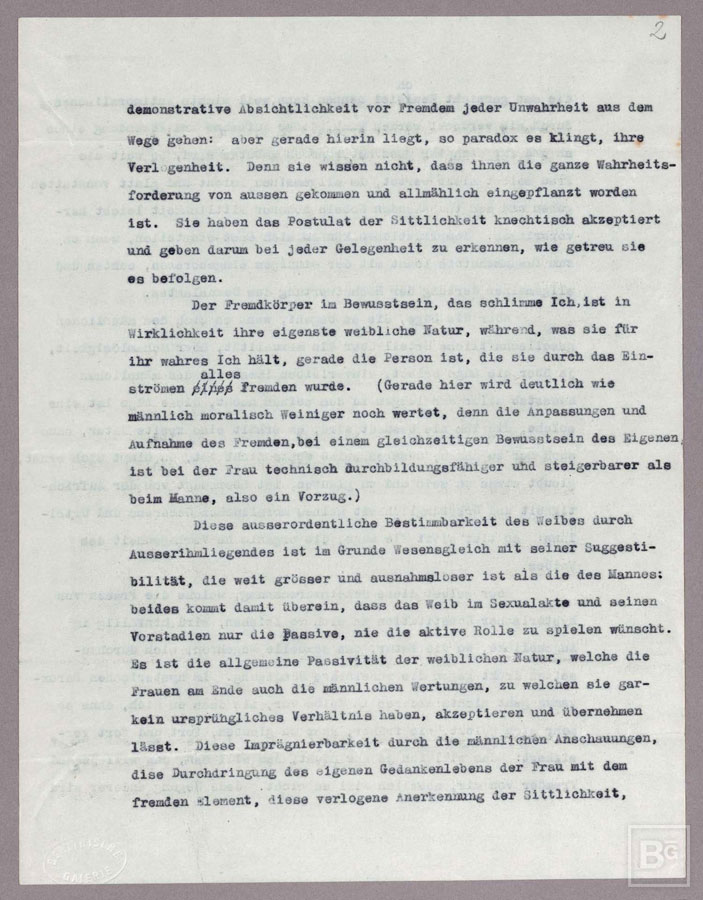 2
demonstrative Absichtlichkeit vor Fremdem jeder Unwahrheit aus dem
Wege gehen: aber gerade hierin liegt, so paradox es klingt, ihre
Verlogenheit. Denn sie wissen nicht, dass ihnen die ganze Wahrheits-
forderung von aussen gekommen und allmählich eingepflanzt worden
ist. Sie haben das Postulat der Sittlichkeit knechtisch akzeptiert
und geben darum bei jeder Gelegenheit zu erkennen, wie getreu sie
es befolgen.
Der Fremdkörper im Bewusstsein, das schlimme Ich, ist in
Wirklichkeit ihre eigenste weibliche Natur, während, was sie für
ihr wahres Ich hält, gerade die Person ist, die sie durch das Ein-
alles
strömen Fremden wurde. (Gerade hier wird deutlich wie
männlich moralisch Weiniger noch wertet, denn die Anpassungen und
Aufnahme des Fremden, bei einem gleichzeitigen Bewusstsein des Eigenen,
ist bei der Frau technisch durchbildungsfähiger und steigerbarer als
beim Manne, also ein Vorzug.)
Diese ausserordentliche Bestimmbarkeit des Weibes durch
Ausserihmliegendes ist im Grunde Wesensgleich mit seiner Suggesti-
bilität, die weit grösser und ausnahmsloser ist als die des Mannes:
beides kommt damit überein, dass das Weib im Sexualakte und seinen
Vorstadien nur die Passive, nie die aktive Rolle zu spielen wünscht.
Es ist die allgemeine Passivität der weiblichen Natur, welche die
Frauen am Ende auch die männlichen Wertungen, zu welchen sie gar-
kein ursprüngliches Verhältnis haben, akzeptieren und übernehmen
lässt. Diese Imprägnierbarkeit durch die männlichen Anschauungen,
dise Durchdringung des eigenen Gedankenlebens der Frau mit dem
fremden Element, diese verlogene Anerkennung der Sittlichkeit,
GALERIE
BG